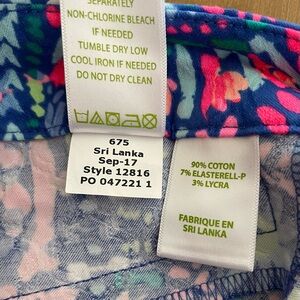 SEPARATELY
NON-CHLORINE BLEACH
IF NEEDED
TUMBLE DRY LOW
COOL IRON IF NEEDED
DO NOT DRY CLEAN
675
Sri Lanka
Sep-17
Style 12816
PO 047221 1
90% COTON
7% ELASTERELL-P
3% LYCRA
FABRIQUE EN
SRI LANKA